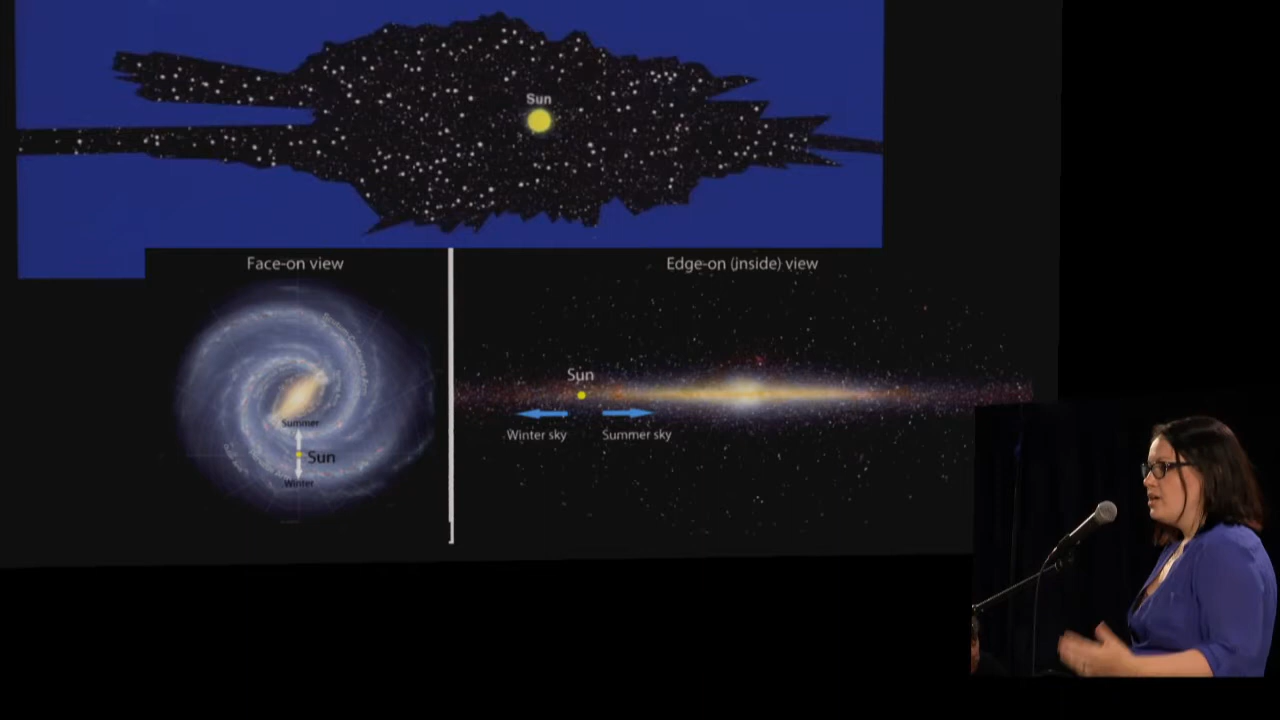 Sun
Face-on view
Edge-on (inside) view
Sun
Summer
Sun
Winter
Winter sky
Summer sky